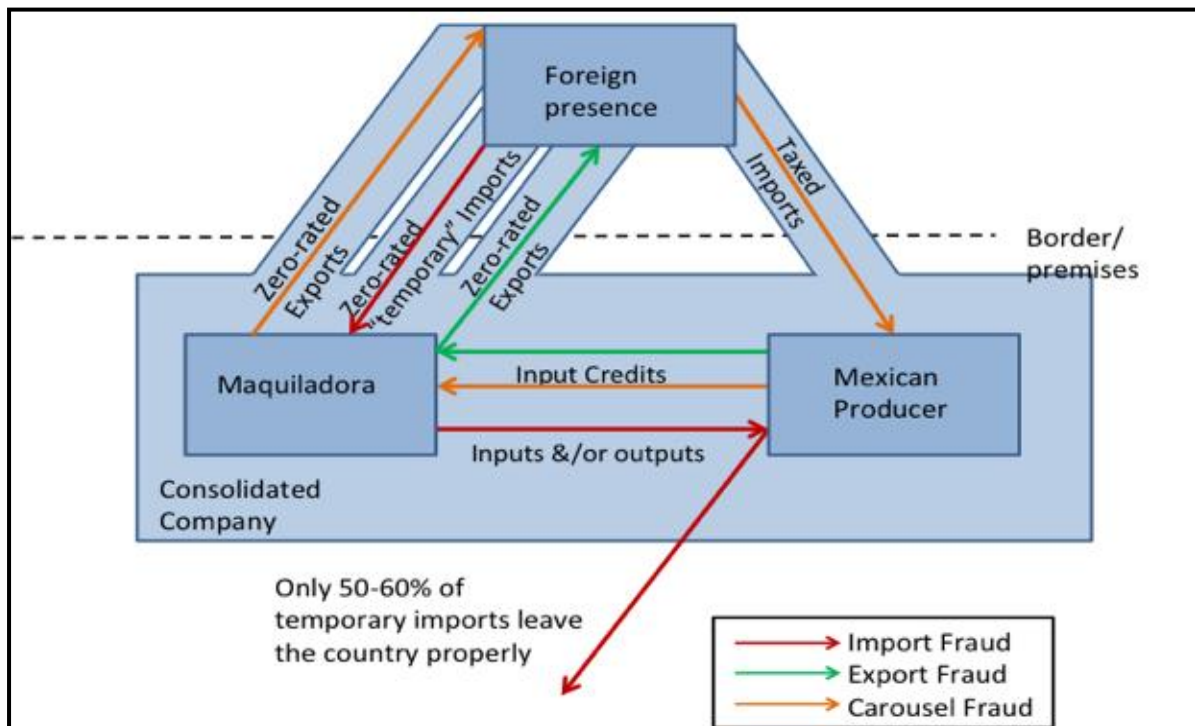 Foreign
presence
Zero-rated
Exports
Zero-rated
“temporary” Imports
Zero-rated
Exports
Taxed
Imports
Border/
premises
Maquiladora
Input Credits
Mexican
Producer
Inputs &/or outputs
Consolidated
Company
Only 50-60% of
temporary imports leave
the country properly
Import Fraud
Export Fraud
Carousel Fraud